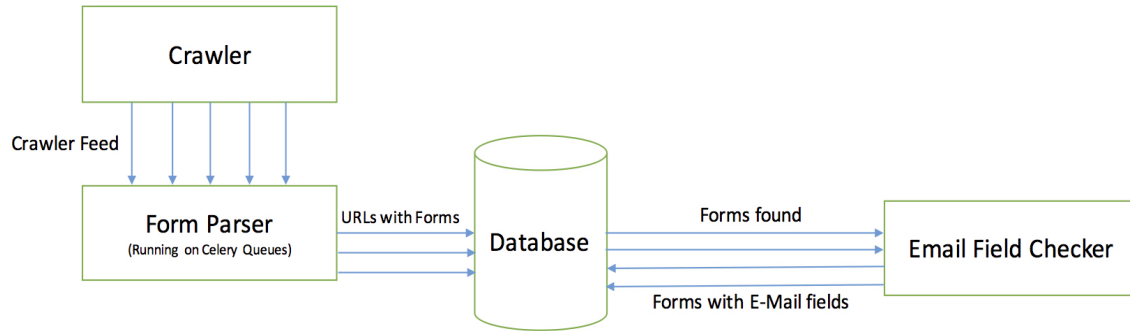 Crawler
Crawler Feed
Form Parser
(Running on Celery Queues)
URLs with Forms
Database
Forms found
Email Field Checker
Forms with E-Mail fields